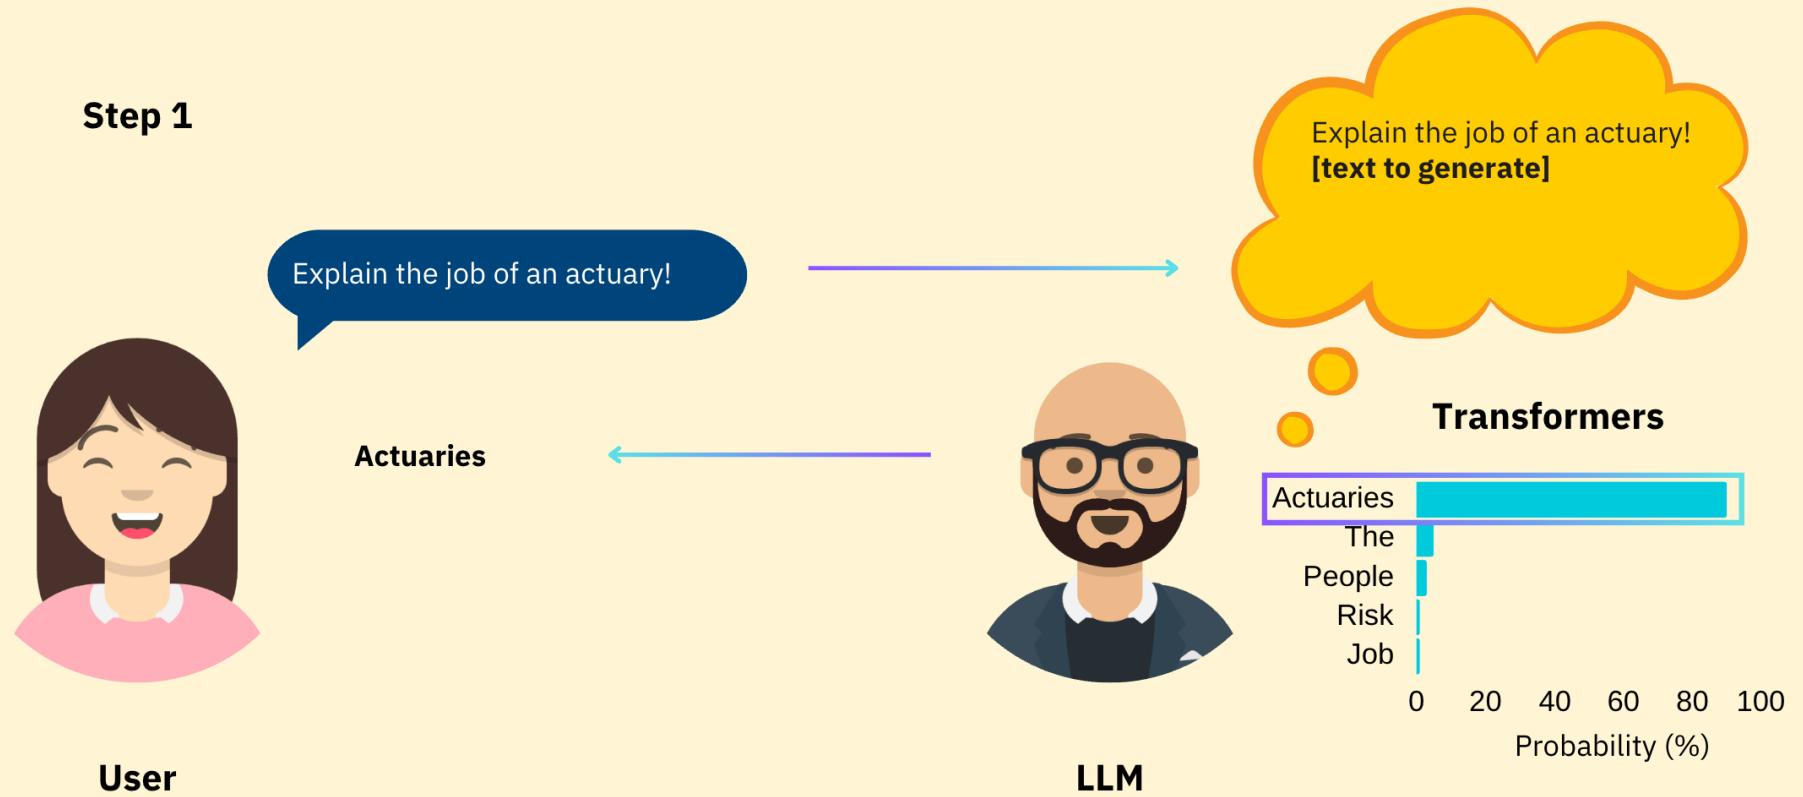 Step 1
Explain the job of an actuary!
Explain the job of an actuary!
[text to generate]
Actuaries
Transformers
Actuaries
The
People
Risk
Job
0 20 40 60 80 100
Probability (%)
User
LLM